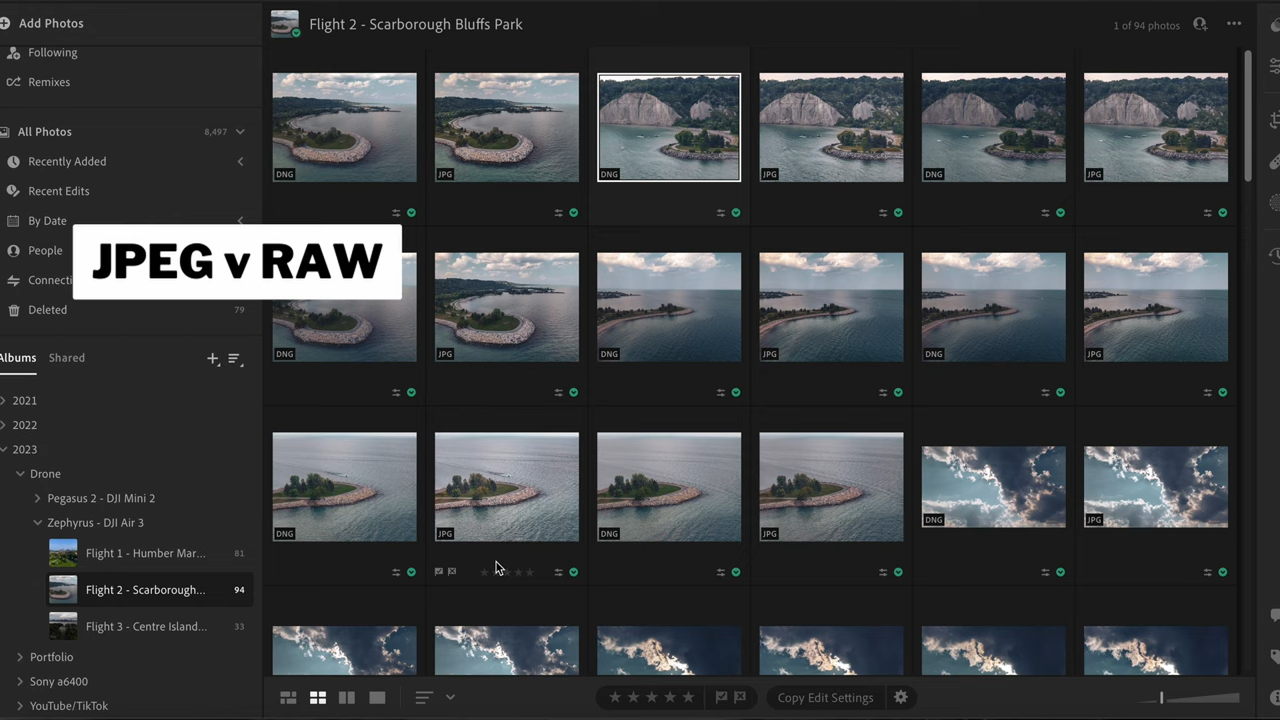 Add Photos
Flight 2 - Scarborough Bluffs Park
1 of 94 photos
Following
Remixes
All Photos 8,497
Recently Added
Recent Edits
By Date
People
JPEG v RAW
Connecti
Deleted 79
Albums Shared
2021
2022
2023
Drone
Pegasus 2 - DJI Mini 2
Zephyrus - DJI Air 3
Flight 1 - Humber Mar... 81
Flight 2 - Scarborough... 94
Flight 3 - Centre Island... 33
Portfolio
Sony a6400
YouTube/TikTok
DNG JPG DNG JPG DNG JPG
DNG JPG DNG JPG DNG JPG
DNG JPG DNG JPG DNG JPG
Copy Edit Settings